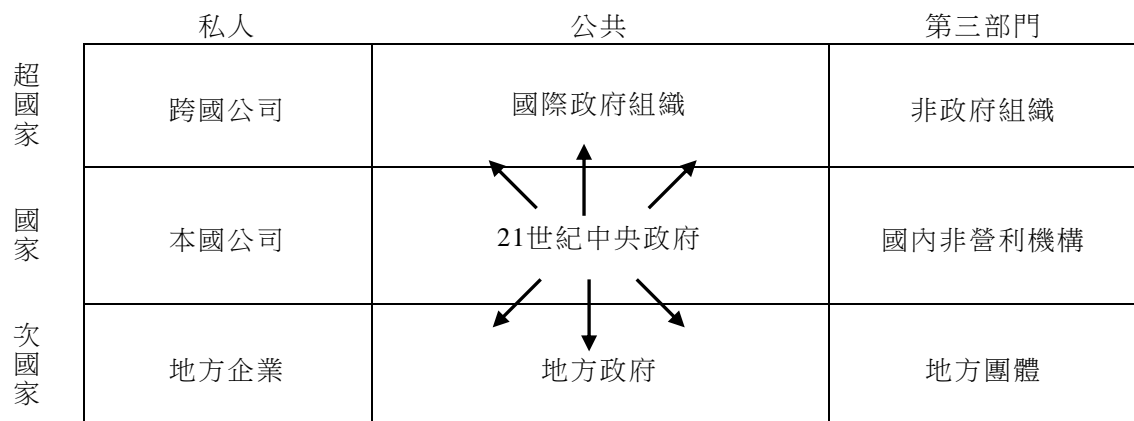 私人 公共 第三部門
超國家 跨國公司 國際政府組織 非政府組織
國家 本國公司 21世紀中央政府 國內非營利機構
次國家 地方企業 地方政府 地方團體